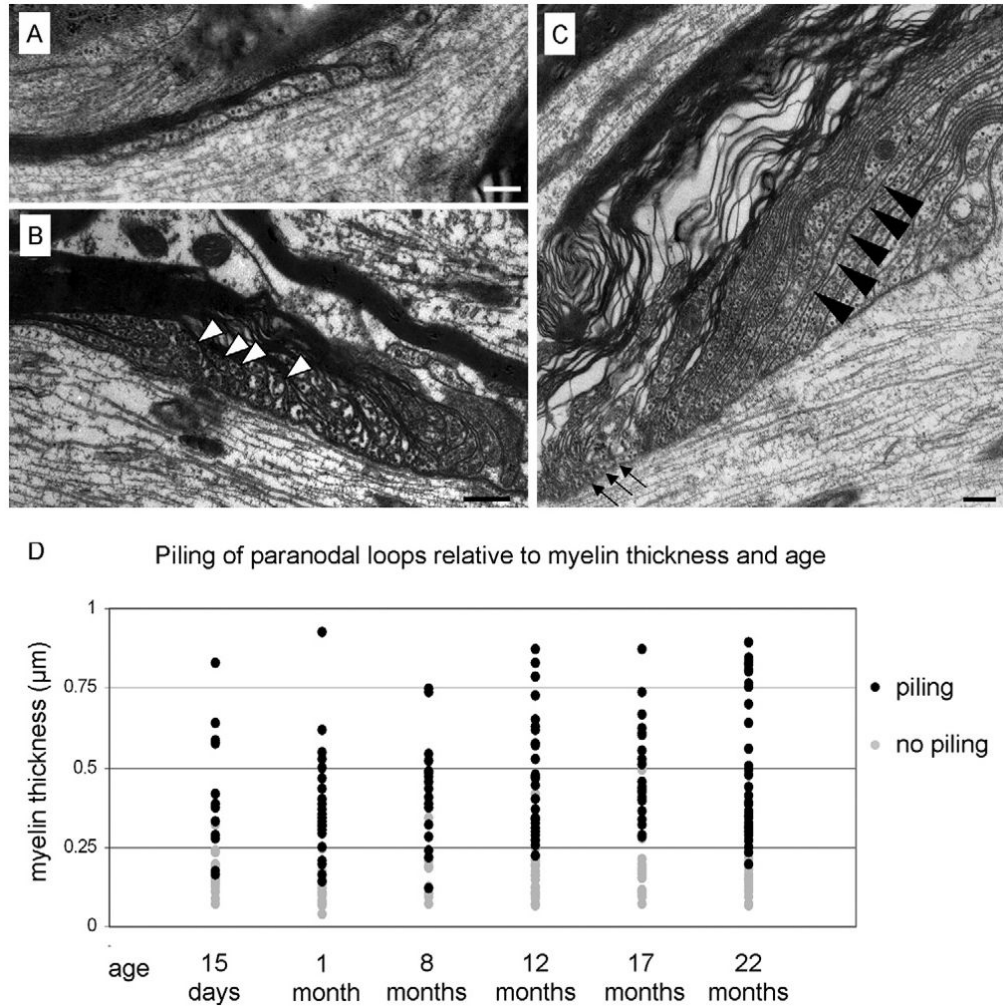 A
B
C
D
Piling of paranodal loops relative to myelin thickness and age
myelin thickness (µm)
1
0.75
0.5
0.25
0
piling
no piling
age
15 days
1 month
8 months
12 months
17 months
22 months